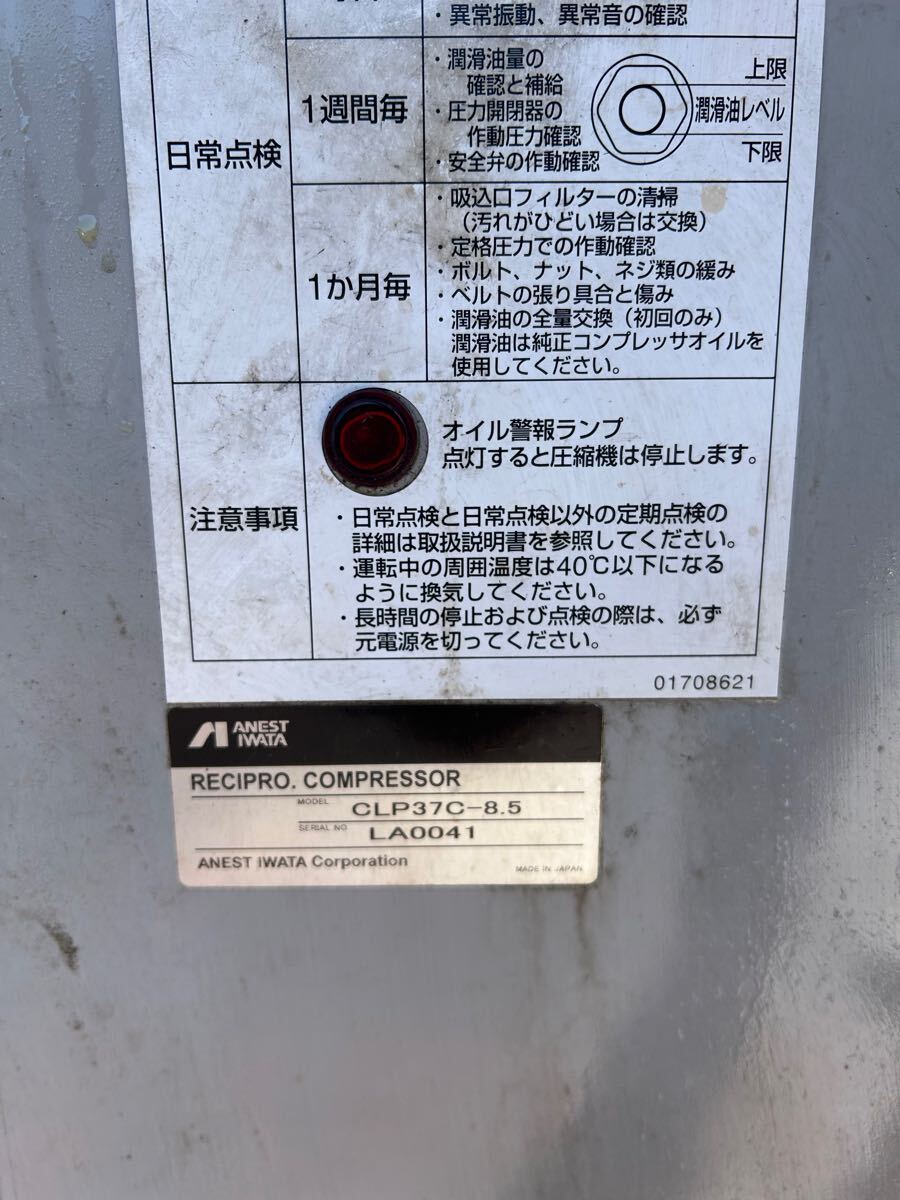 ・異常振動、異常音の確認
日常点検
1週間毎
・潤滑油量の
確認と補給
・圧力開閉器の
作動圧力確認
・安全弁の作動確認
上限
潤滑油レベル
下限
1か月毎
・吸込口フィルターの清掃
（汚れがひどい場合は交換）
・定格圧力での作動確認
・ボルト、ナット、ネジ類の緩み
・ベルトの張り具合と傷み
・潤滑油の全量交換（初回のみ）
潤滑油は純正コンプレッサオイルを
使用してください。
注意事項
オイル警報ランプ
点灯すると圧縮機は停止します。
・日常点検と日常点検以外の定期点検の
詳細は取扱説明書を参照してください。
・運転中の周囲温度は40℃以下になる
ように換気してください。
・長時間の停止および点検の際は、必ず
元電源を切ってください。
01708621
ANEST
IWATA
RECIPRO. COMPRESSOR
MODEL CLP37C-8.5
SERIAL NO LA0041
ANEST IWATA Corporation
MADE IN JAPAN